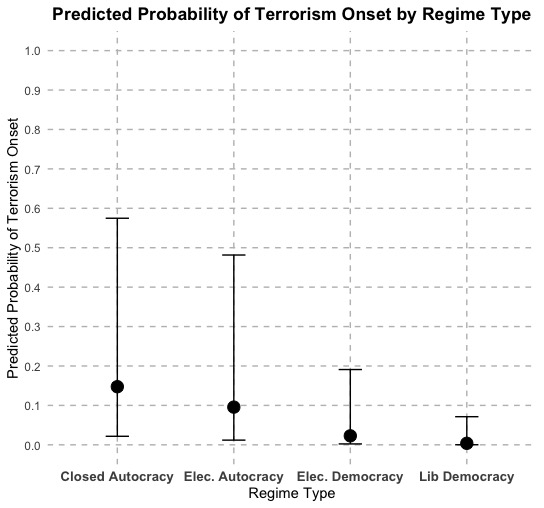 Predicted Probability of Terrorism Onset by Regime Type
Predicted Probability of Terrorism Onset
1.0
0.9
0.8
0.7
0.6
0.5
0.4
0.3
0.2
0.1
0.0
Closed Autocracy Elec. Autocracy Elec. Democracy Lib Democracy
Regime Type